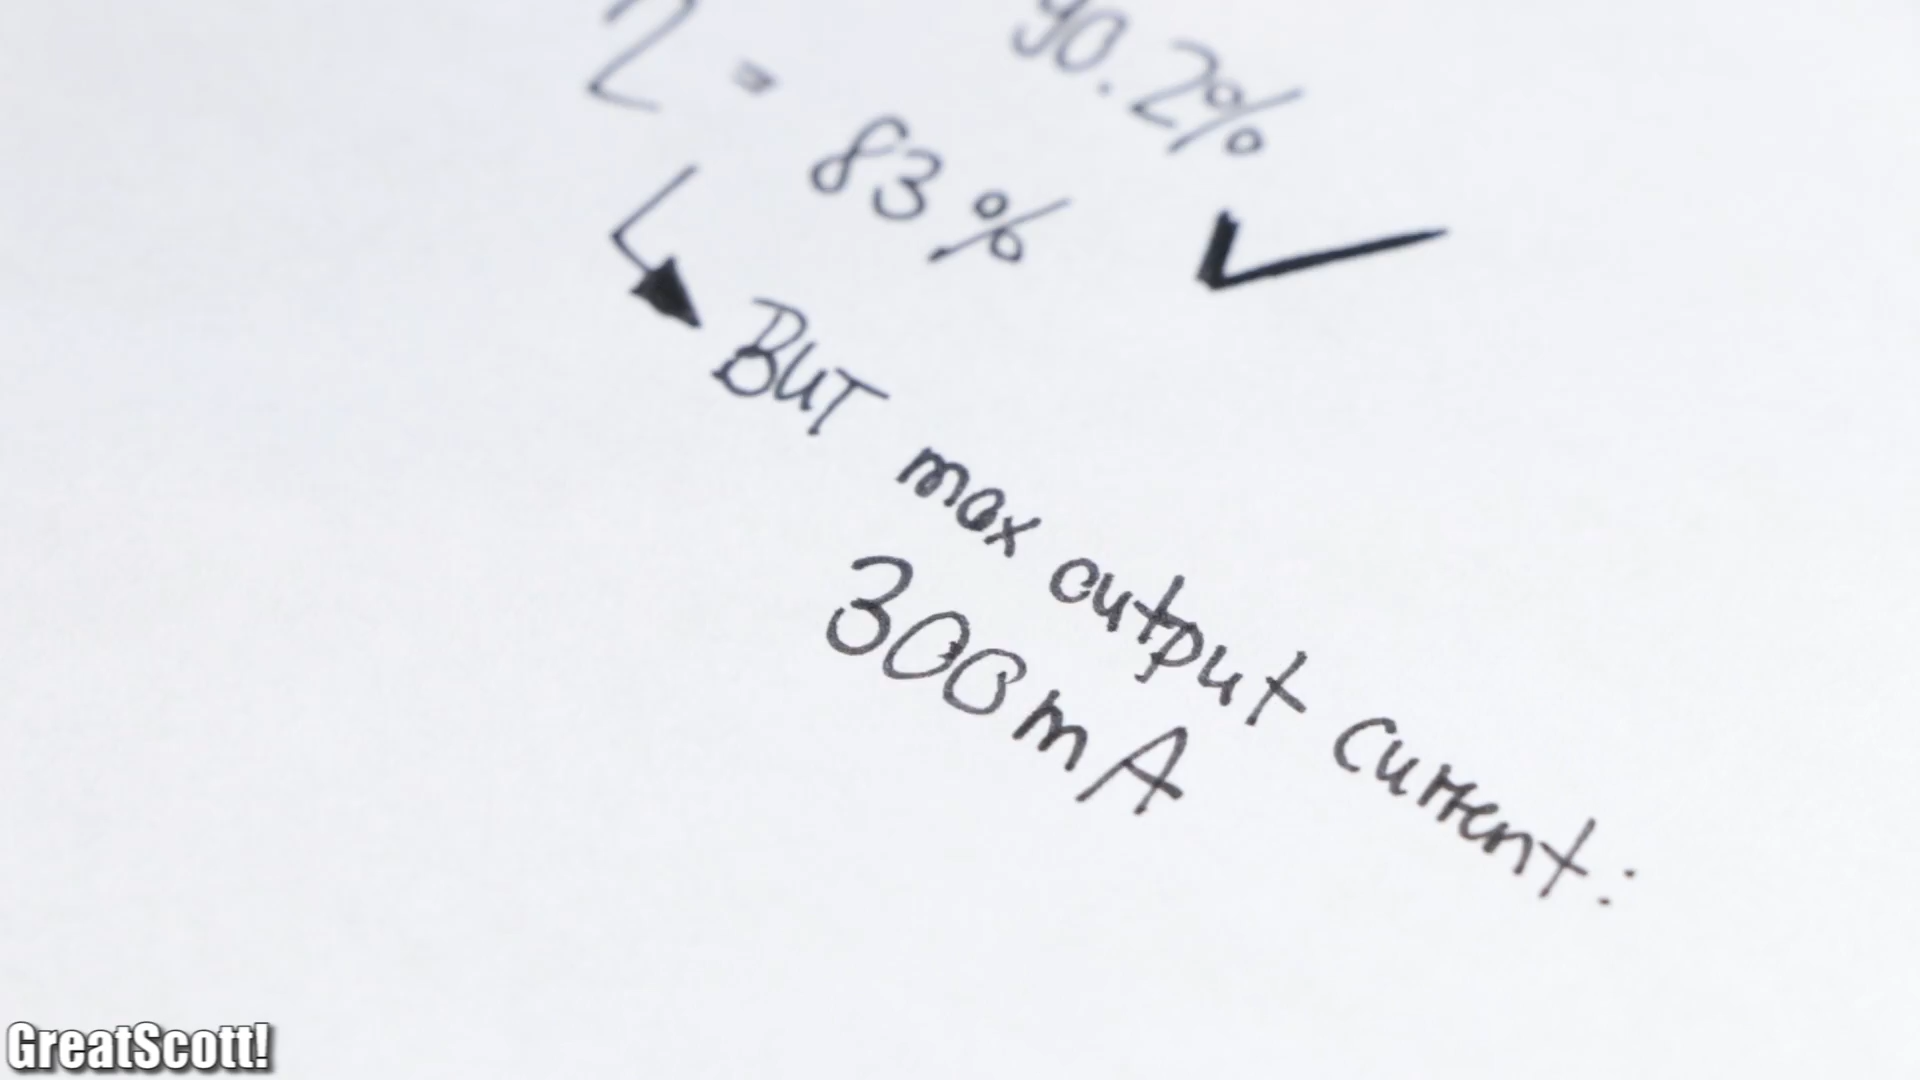 90.2%
η = 83%
BUT max output current:
300mA
GreatScott!